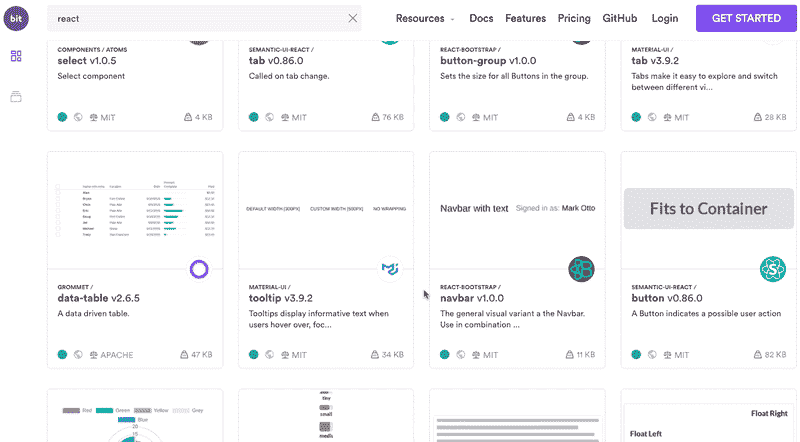 bit
react
Resources
Docs
Features
Pricing
GitHub
Login
GET STARTED
COMPONENTS / ATOMS
select v1.0.5
Select component
MIT
4 KB
SEMANTIC-UI-REACT /
tab v0.86.0
Called on tab change.
MIT
76 KB
REACT-BOOTSTRAP /
button-group v1.0.0
Sets the size for all Buttons in the group.
MIT
4 KB
MATERIAL-UI /
tab v3.9.2
Tabs make it easy to explore and switch
between different vi...
MIT
28 KB
GROMMET /
data-table v2.6.5
A data driven table.
APACHE
47 KB
DEFAULT WIDTH [300PX]
CUSTOM WIDTH [500PX]
NO WRAPPING
MATERIAL-UI /
tooltip v3.9.2
Tooltips display informative text when
users hover over, foc...
MIT
34 KB
Navbar with text
Signed in as: Mark Otto
REACT-BOOTSTRAP /
navbar v1.0.0
The general visual variant a the Navbar.
Use in combination ...
MIT
11 KB
Fits to Container
S
SEMANTIC-UI-REACT /
button v0.86.0
A Button indicates a possible user action
MIT
82 KB
Red
Green
Yellow
Grey
Blue
20
15
10
tiny
small
Float Right
Float Left